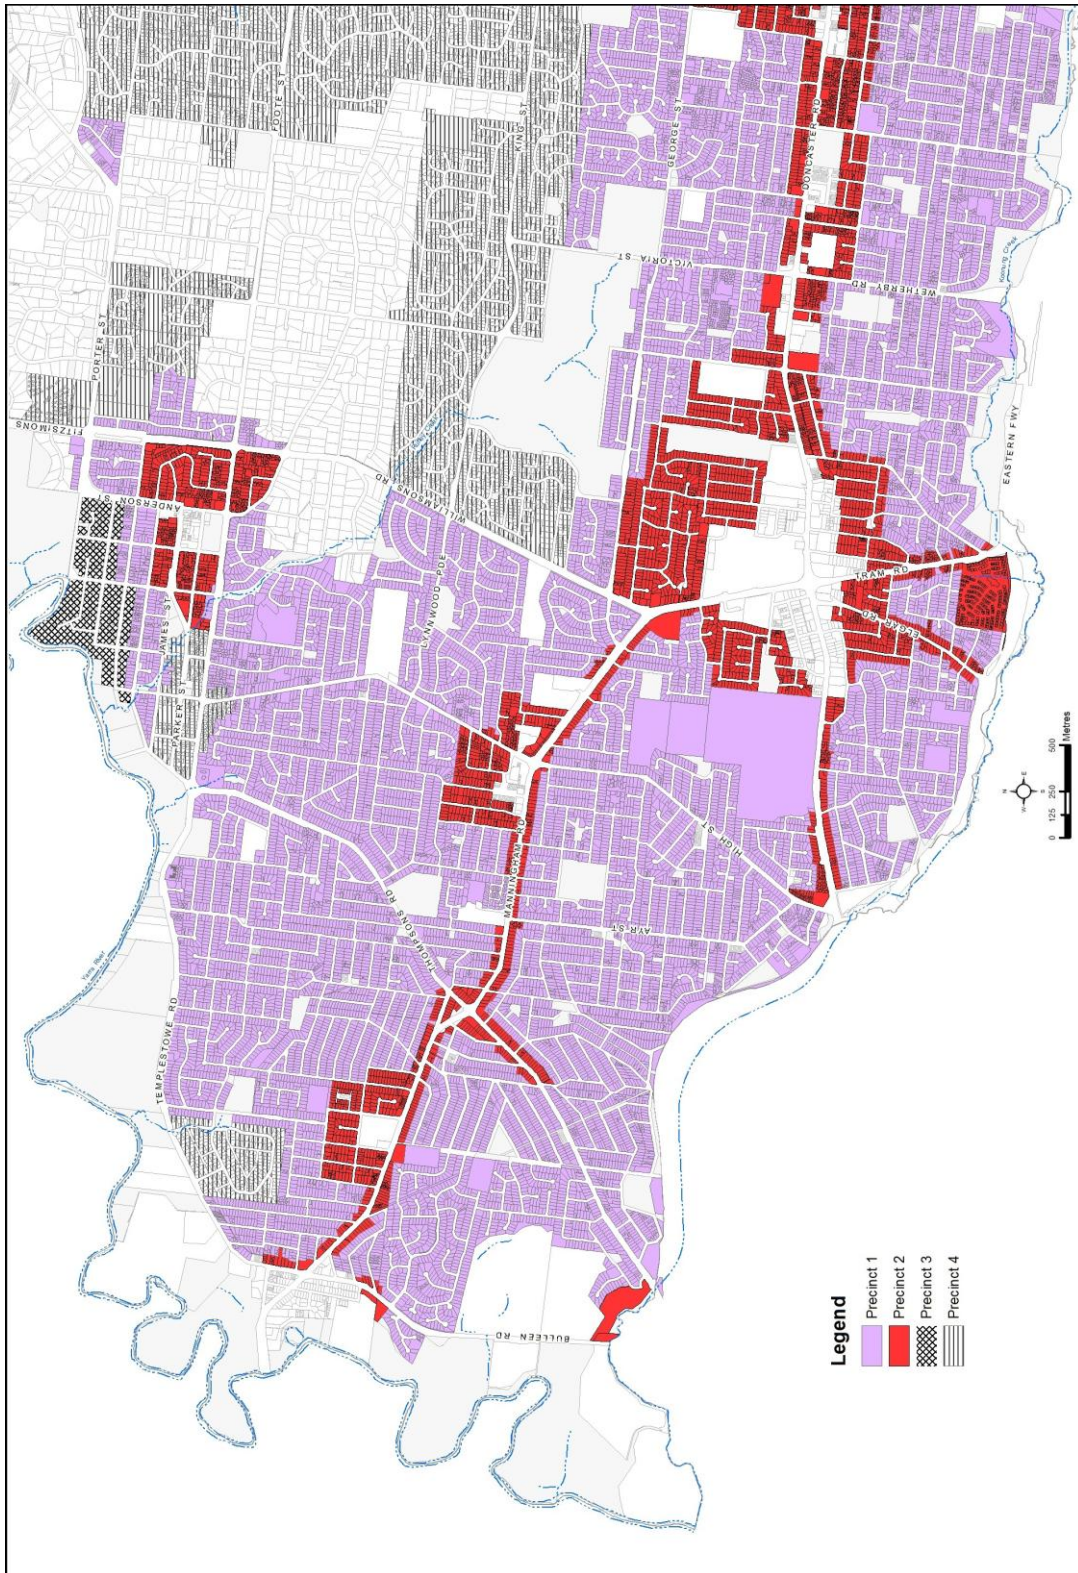 FITZSIMONS
PORTER ST
FOOTE ST
KING ST
ANDERSON ST
JAMES ST
PARKER ST
WILLIAMSONS RD
LYNNWOOD PDE
GEORGE ST
VICTORIA ST
DONCASTER RD
WETHERBY RD
Koonung Creek
EASTERN FWY
TRAM RD
ELGAR RD
Yarra River
TEMPLESTOWE RD
THOMPSONS RD
MANNINGHAM RD
HIGH ST
AYR ST
BULLEEN RD
N
W
E
S
0 125 250 500
Metres
Legend
Precinct 1
Precinct 2
Precinct 3
Precinct 4